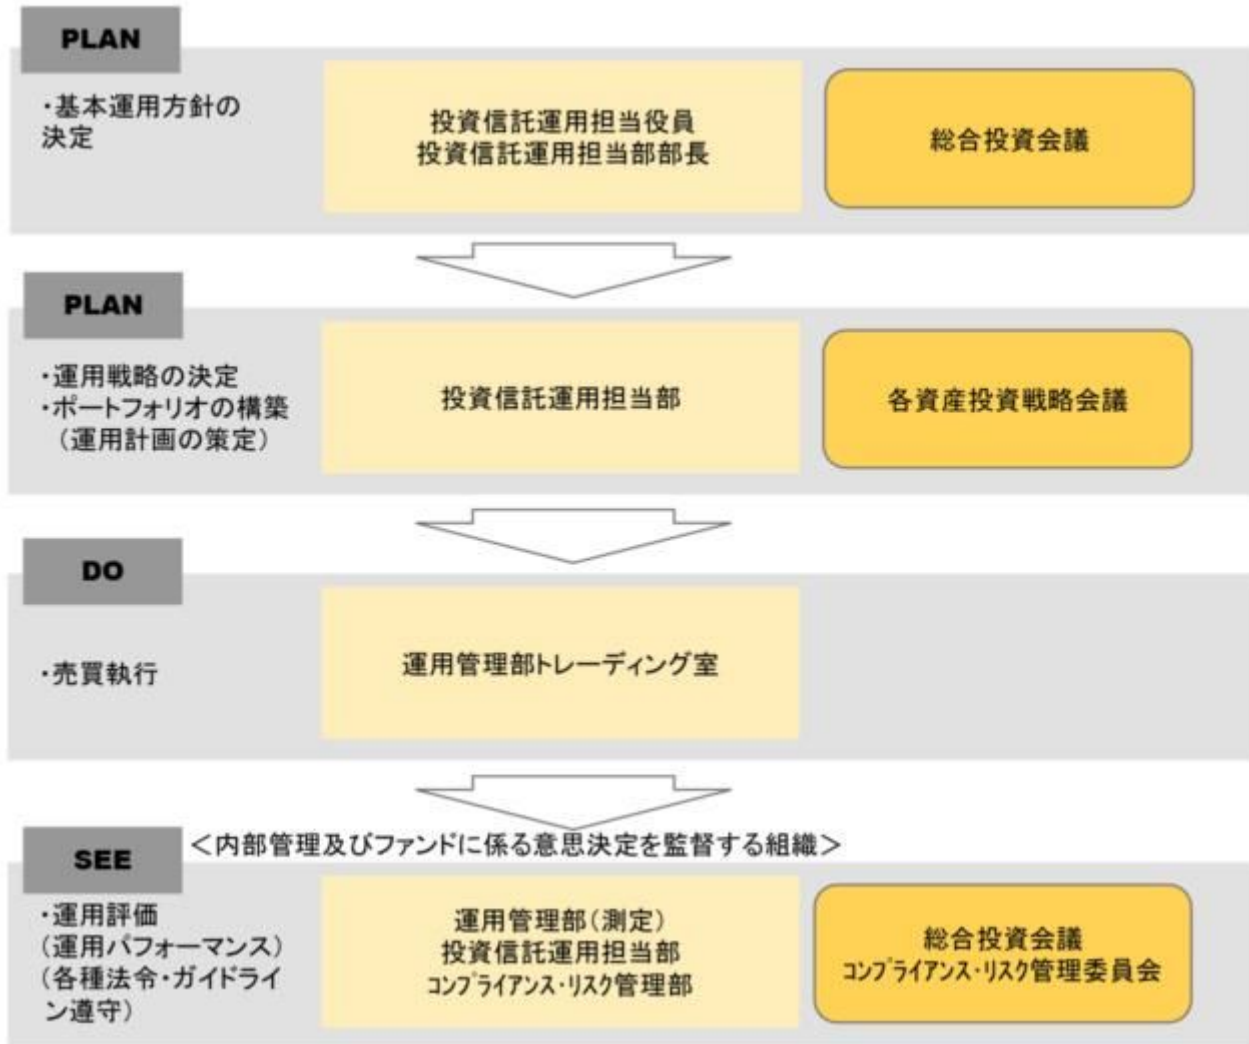 PLAN
・基本運用方針の
決定
投資信託運用担当役員
投資信託運用担当部部長
総合投資会議
PLAN
・運用戦略の決定
・ポートフォリオの構築
（運用計画の策定）
投資信託運用担当部
各資産投資戦略会議
DO
・売買執行
運用管理部トレーディング室
＜内部管理及びファンドに係る意思決定を監督する組織＞
SEE
・運用評価
(運用パフォーマンス)
(各種法令・ガイドライ
ン遵守)
運用管理部(測定)
投資信託運用担当部
ｺﾝﾌﾟﾗｲｱﾝｽ・ﾘｽｸ管理部
総合投資会議
ｺﾝﾌﾟﾗｲｱﾝｽ・ﾘｽｸ管理委員会